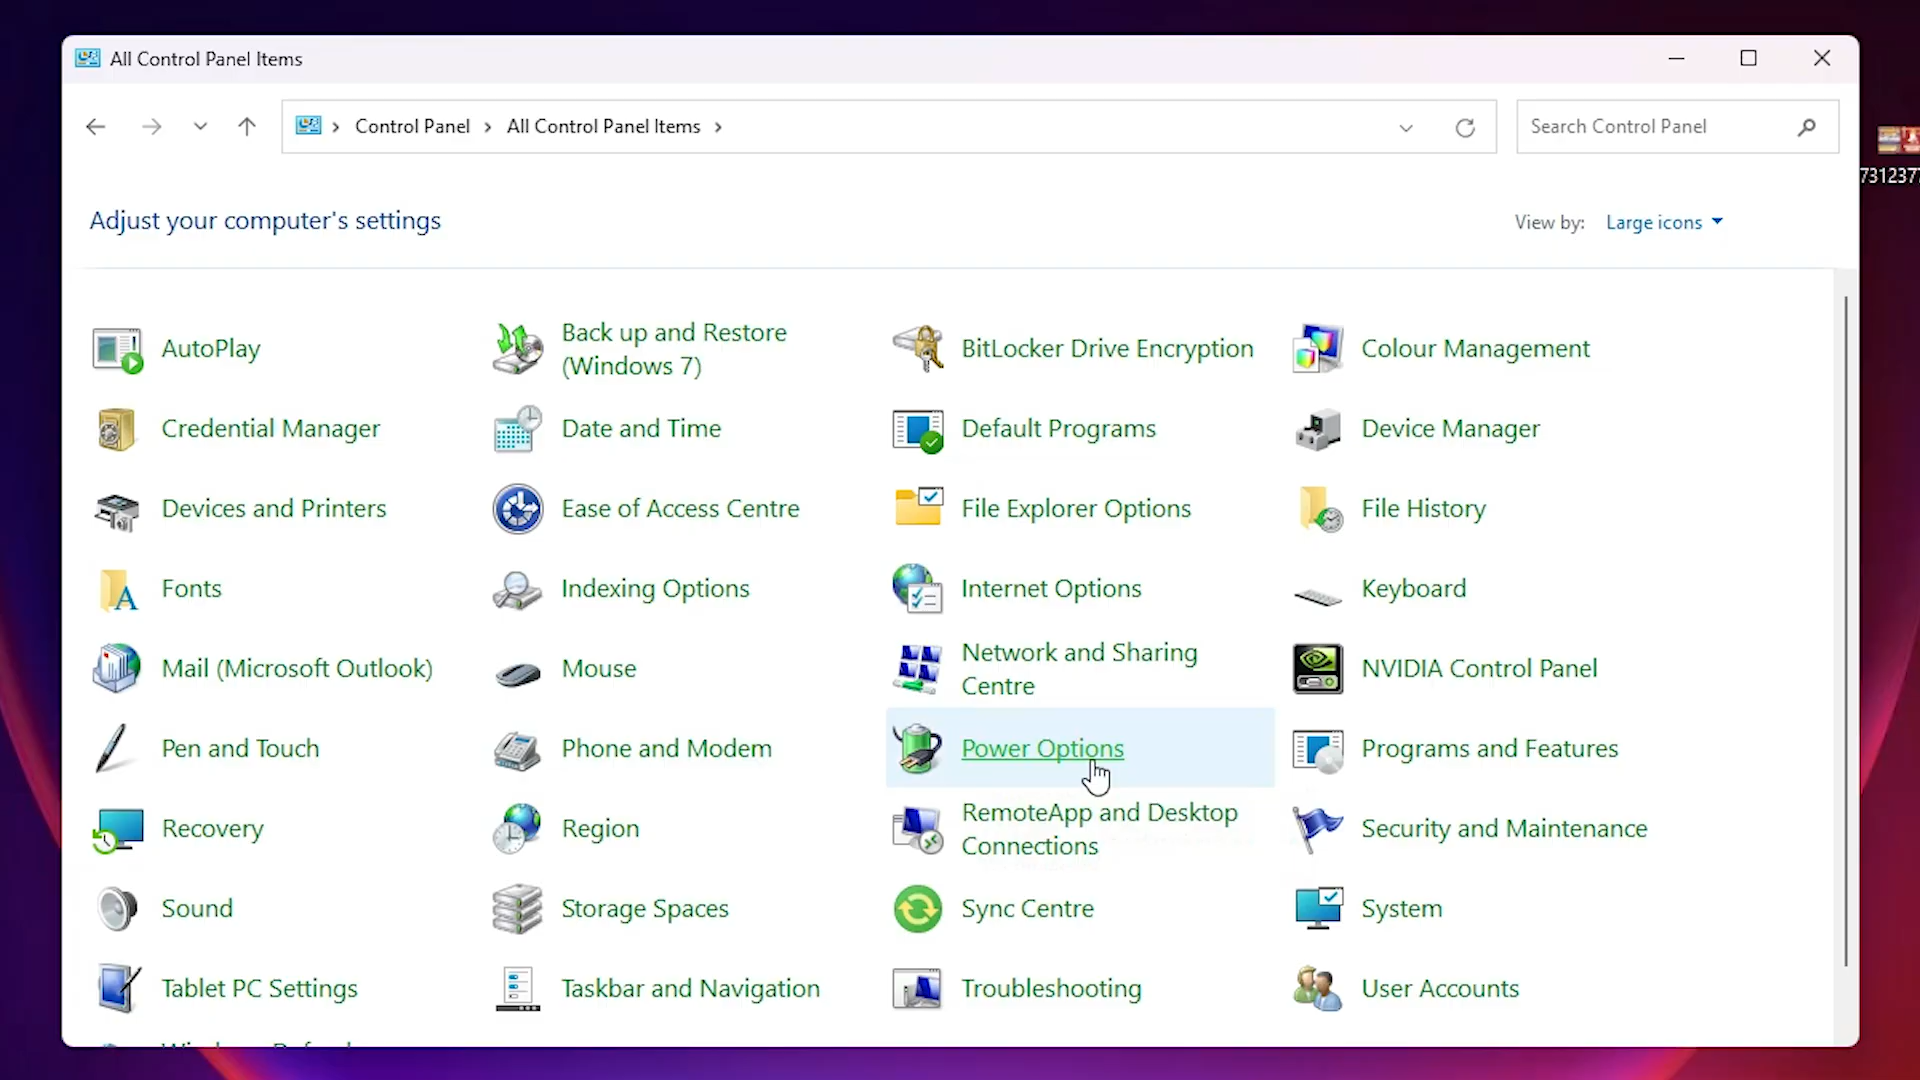 All Control Panel Items
Control Panel
All Control Panel Items
Search Control Panel
7312377
Adjust your computer's settings
View by:
Large icons
AutoPlay
Back up and Restore
(Windows 7)
BitLocker Drive Encryption
Colour Management
Credential Manager
Date and Time
Default Programs
Device Manager
Devices and Printers
Ease of Access Centre
File Explorer Options
File History
Fonts
Indexing Options
Internet Options
Keyboard
Mail (Microsoft Outlook)
Mouse
Network and Sharing
Centre
NVIDIA Control Panel
Pen and Touch
Phone and Modem
Power Options
Programs and Features
Recovery
Region
RemoteApp and Desktop
Connections
Security and Maintenance
Sound
Storage Spaces
Sync Centre
System
Tablet PC Settings
Taskbar and Navigation
Troubleshooting
User Accounts